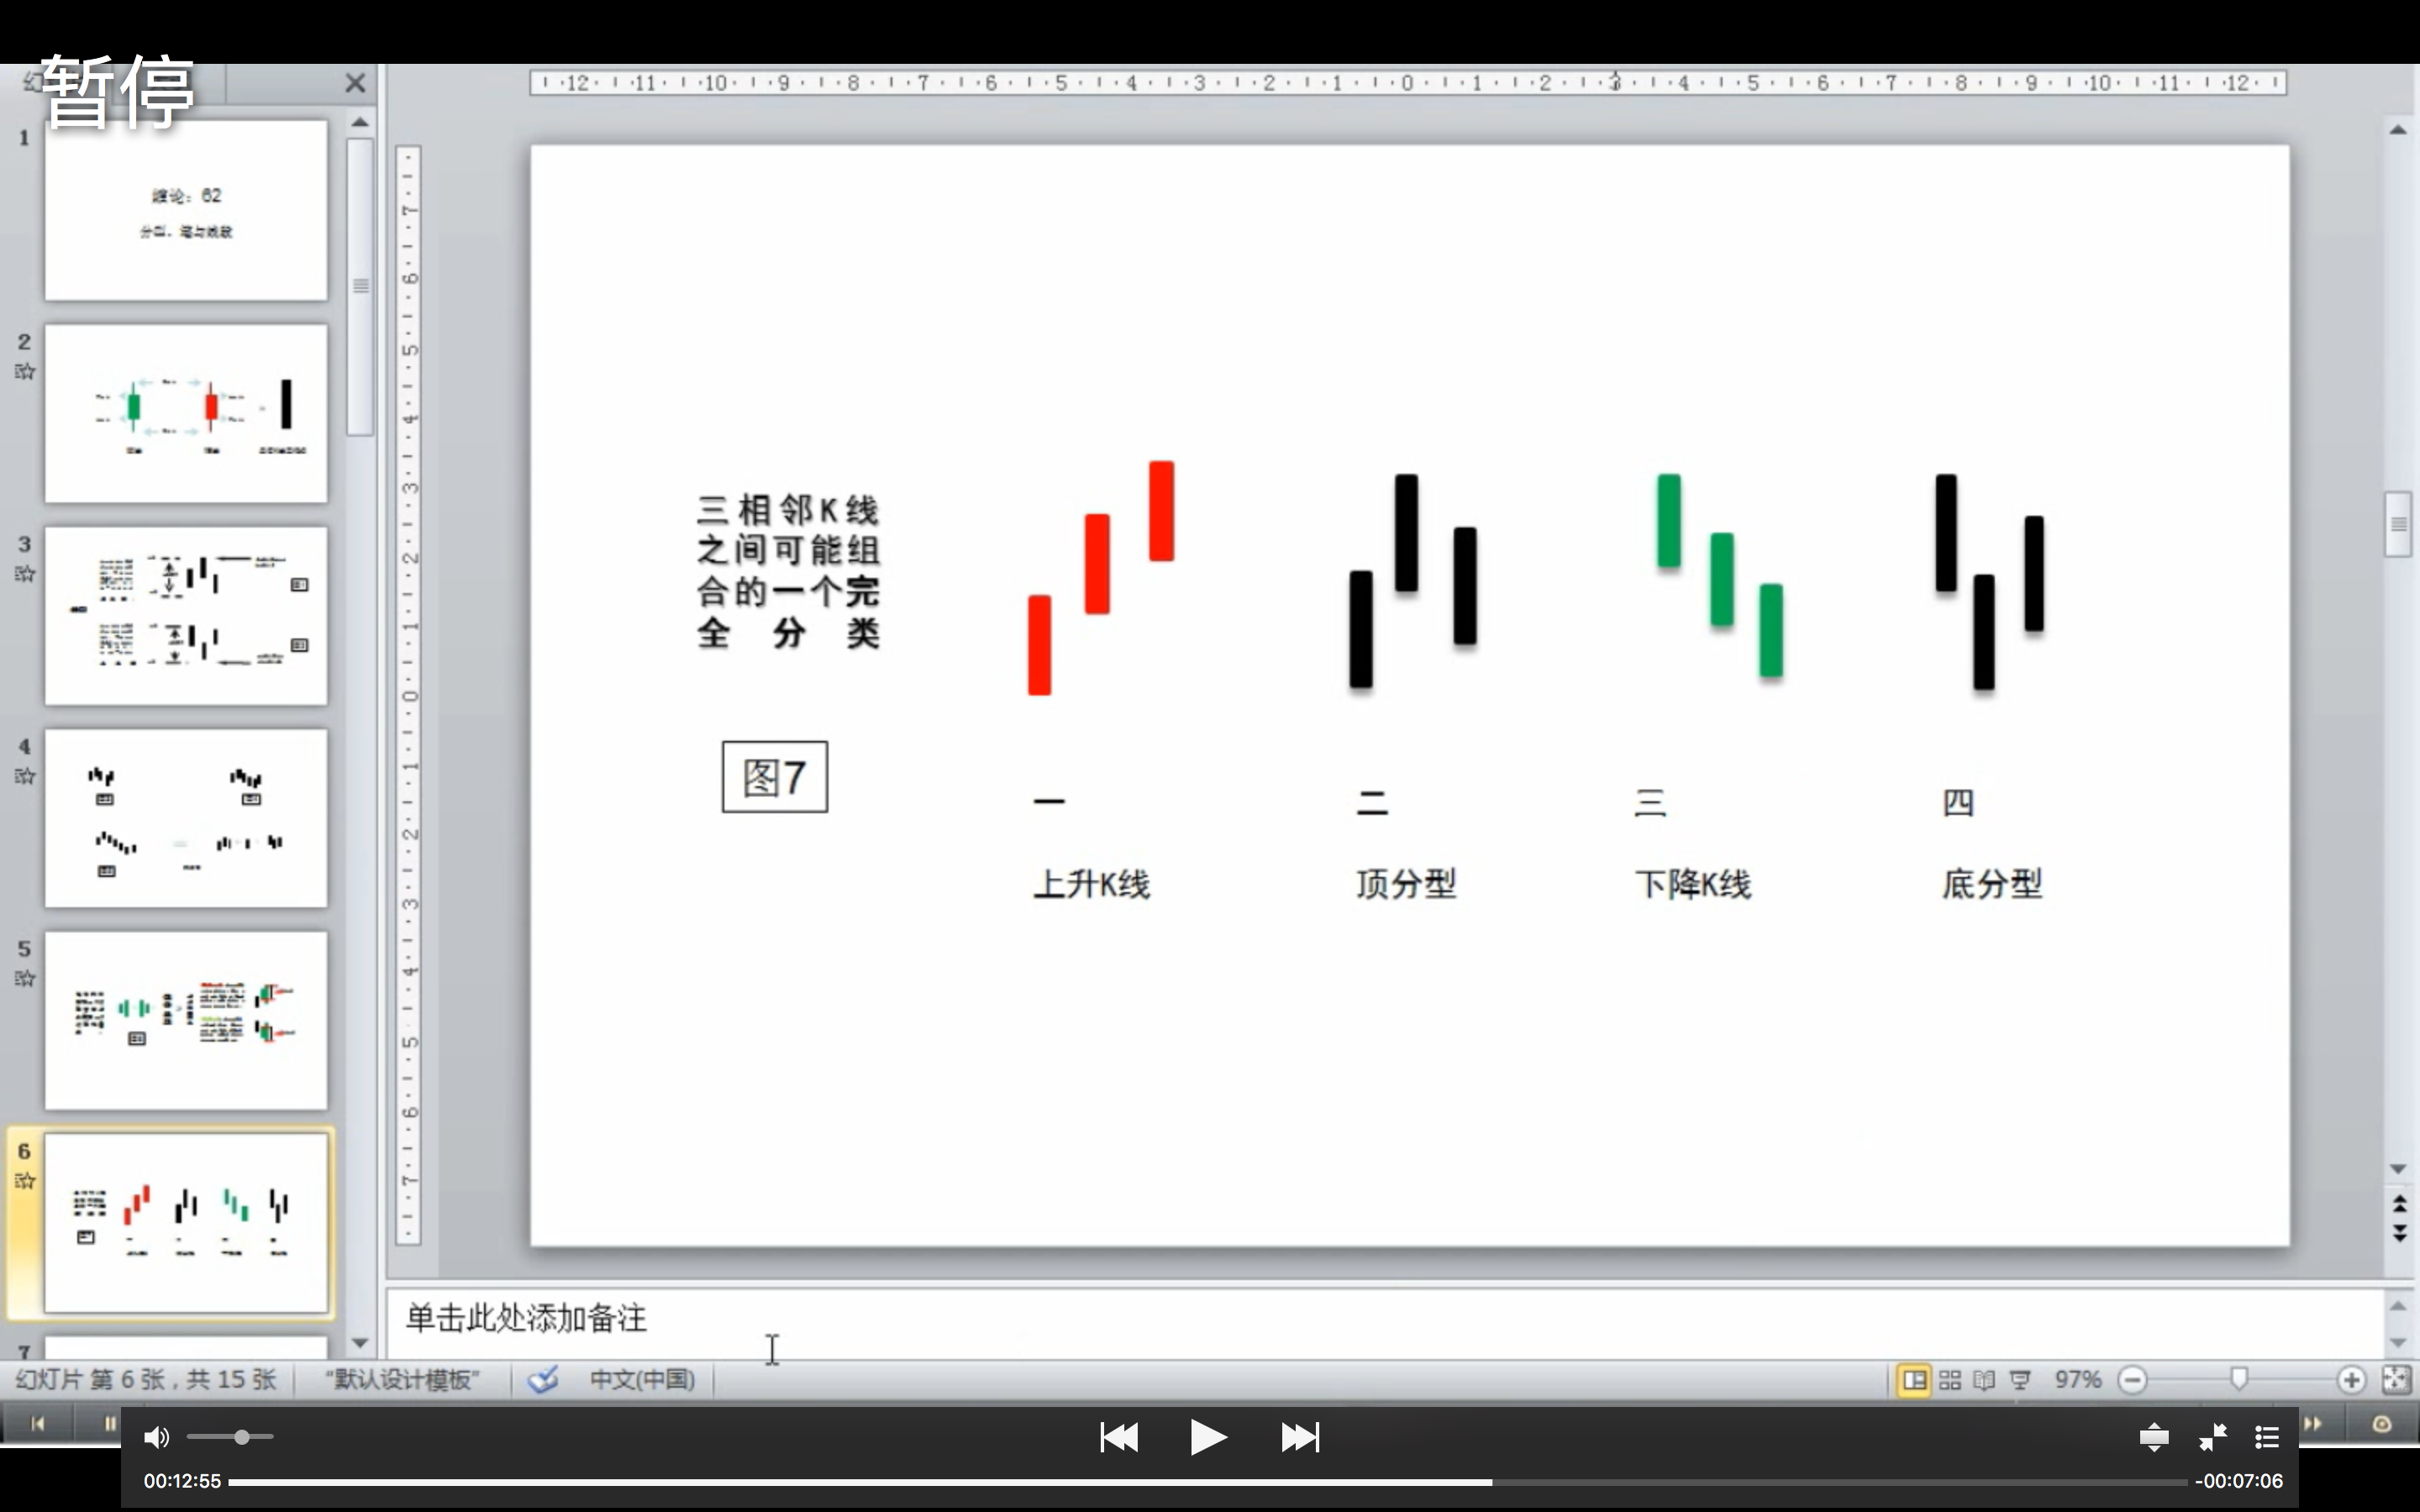 暂停
1
缠论：62
分型、笔与线段
2
3
4
5
6
7
三相邻K线
之间可能组
合的一个完
全分类
图7
一
二
三
四
上升K线
顶分型
下降K线
底分型
单击此处添加备注
幻灯片 第 6 张，共 15 张
“默认设计模板”
中文(中国)
97%
00:12:55
-00:07:06